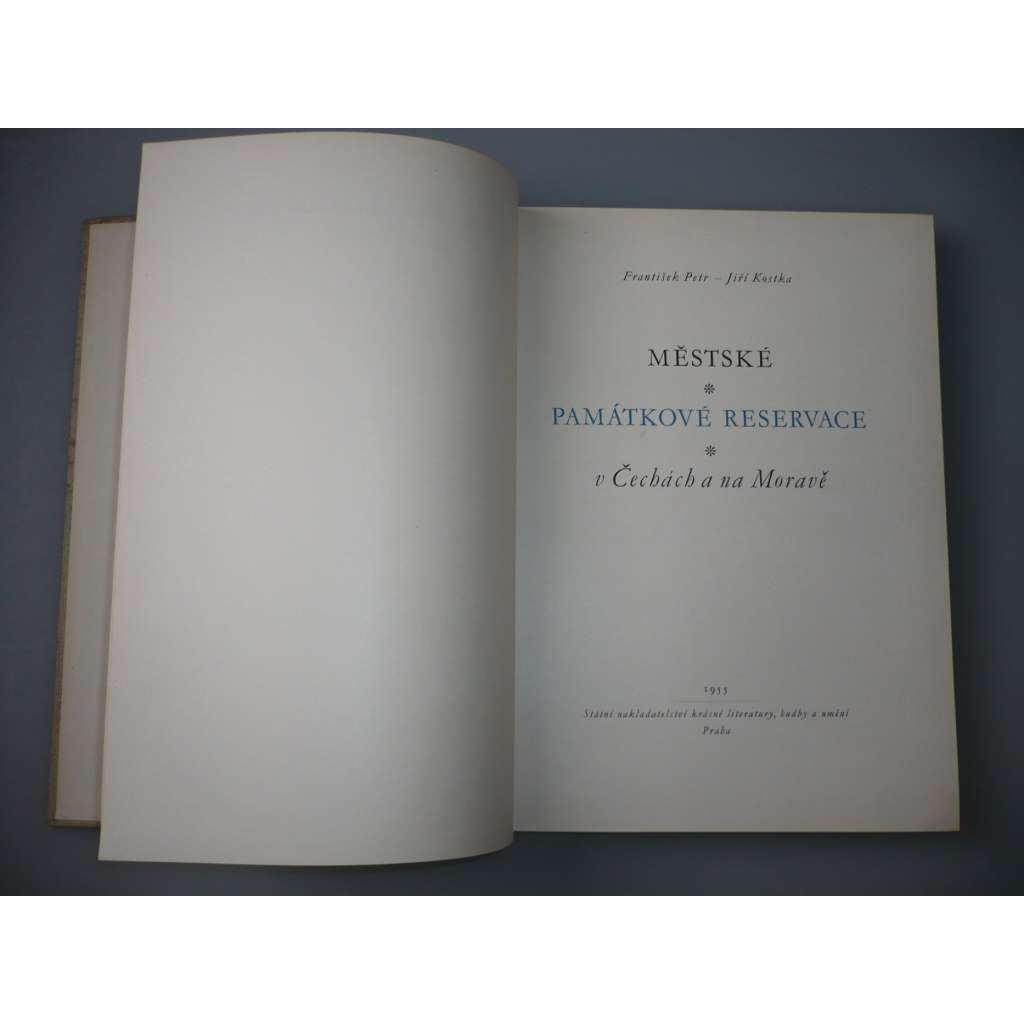 František Petr – Jiří Kostka
MĚSTSKÉ
*
PAMÁTKOVÉ RESERVACE
*
v Čechách a na Moravě
1955
Státní nakladatelství krásné literatury, hudby a umění
Praha